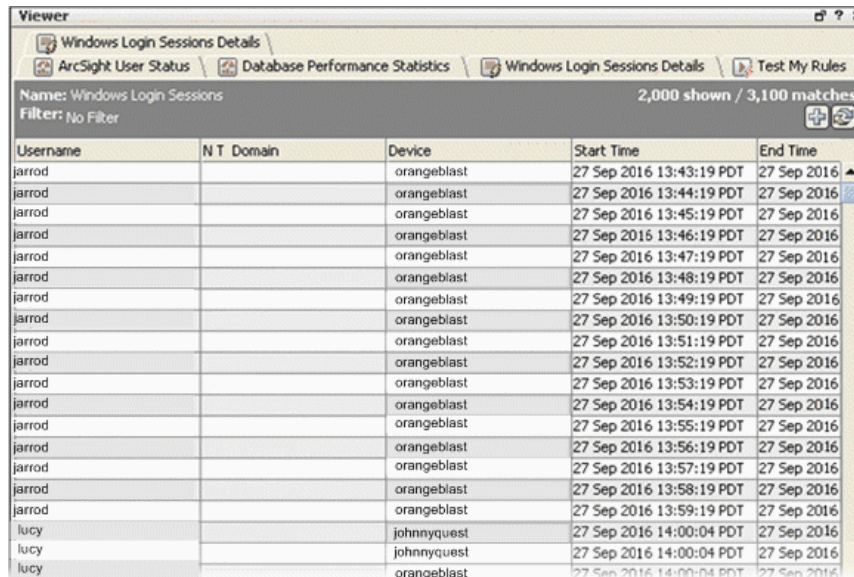 Viewer
Windows Login Sessions Details
ArcSight User Status Database Performance Statistics Windows Login Sessions Details Test My Rules
Name: Windows Login Sessions 2,000 shown / 3,100 matches
Filter: No Filter
Username N T Domain Device Start Time End Time
jarrod orangeblast 27 Sep 2016 13:43:19 PDT 27 Sep 2016
jarrod orangeblast 27 Sep 2016 13:44:19 PDT 27 Sep 2016
jarrod orangeblast 27 Sep 2016 13:45:19 PDT 27 Sep 2016
jarrod orangeblast 27 Sep 2016 13:46:19 PDT 27 Sep 2016
jarrod orangeblast 27 Sep 2016 13:47:19 PDT 27 Sep 2016
jarrod orangeblast 27 Sep 2016 13:48:19 PDT 27 Sep 2016
jarrod orangeblast 27 Sep 2016 13:49:19 PDT 27 Sep 2016
jarrod orangeblast 27 Sep 2016 13:50:19 PDT 27 Sep 2016
jarrod orangeblast 27 Sep 2016 13:51:19 PDT 27 Sep 2016
jarrod orangeblast 27 Sep 2016 13:52:19 PDT 27 Sep 2016
jarrod orangeblast 27 Sep 2016 13:53:19 PDT 27 Sep 2016
jarrod orangeblast 27 Sep 2016 13:54:19 PDT 27 Sep 2016
jarrod orangeblast 27 Sep 2016 13:55:19 PDT 27 Sep 2016
jarrod orangeblast 27 Sep 2016 13:56:19 PDT 27 Sep 2016
jarrod orangeblast 27 Sep 2016 13:57:19 PDT 27 Sep 2016
jarrod orangeblast 27 Sep 2016 13:58:19 PDT 27 Sep 2016
jarrod orangeblast 27 Sep 2016 13:59:19 PDT 27 Sep 2016
lucy johnnyquest 27 Sep 2016 14:00:04 PDT 27 Sep 2016
lucy johnnyquest 27 Sep 2016 14:00:04 PDT 27 Sep 2016
lucy orangeblast 27 Sep 2016 14:00:04 PDT 27 Sep 2016